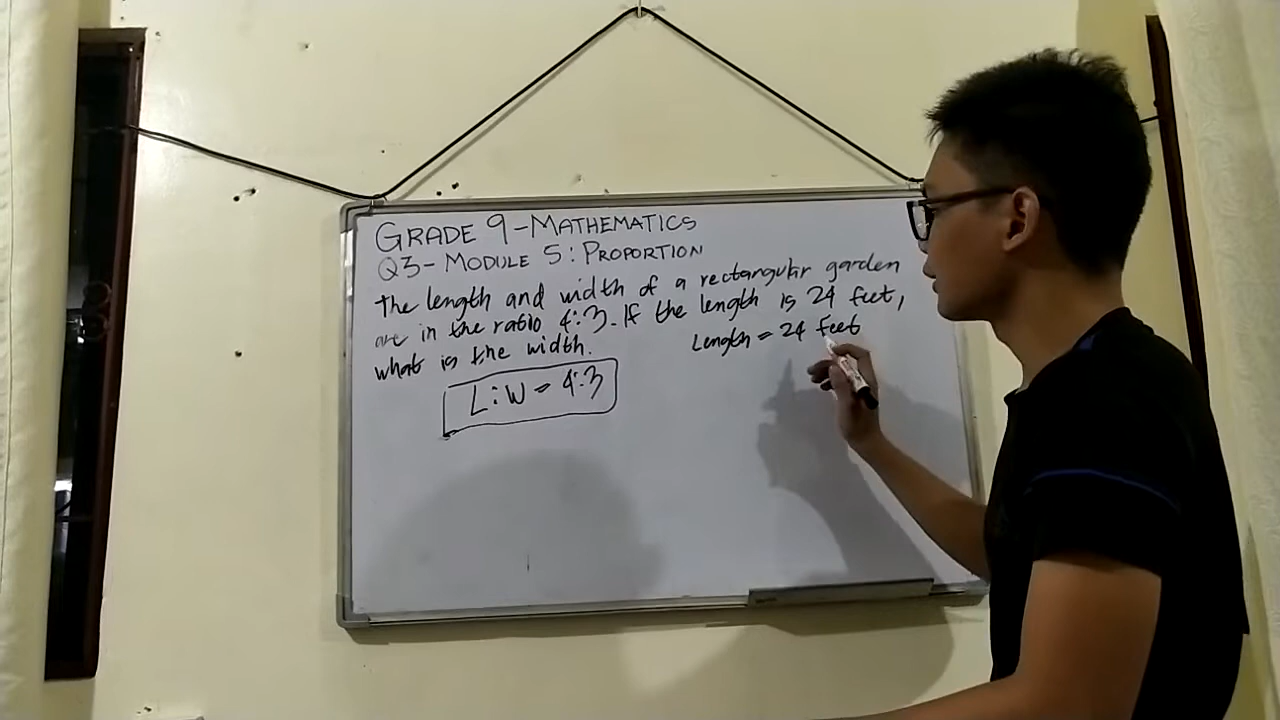 GRADE 9-MATHEMATICS
Q3- MODULE 5: PROPORTION
The length and width of a rectangular garden
are in the ratio 4:3. If the length is 24 feet,
what is the width.
Length = 24 feet
L:W = 4:3